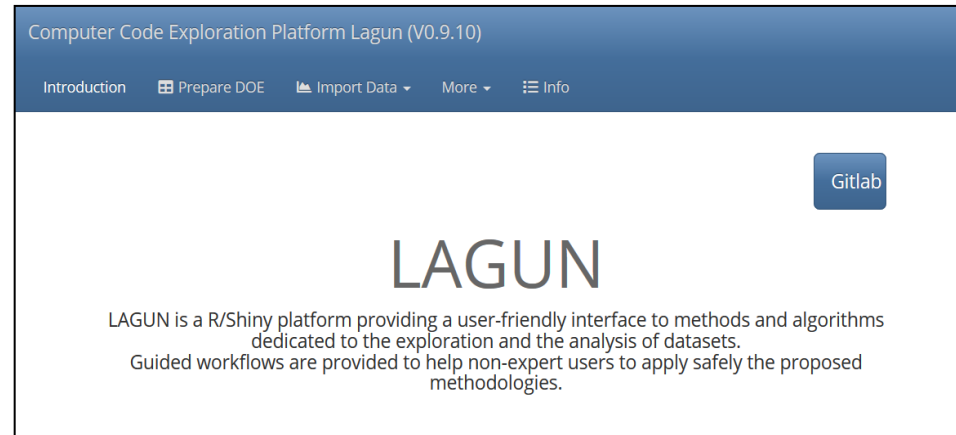 Computer Code Exploration Platform Lagun (V0.9.10)
Introduction Prepare DOE Import Data More Info
Gitlab
LAGUN
LAGUN is a R/Shiny platform providing a user-friendly interface to methods and algorithms
dedicated to the exploration and the analysis of datasets.
Guided workflows are provided to help non-expert users to apply safely the proposed
methodologies.